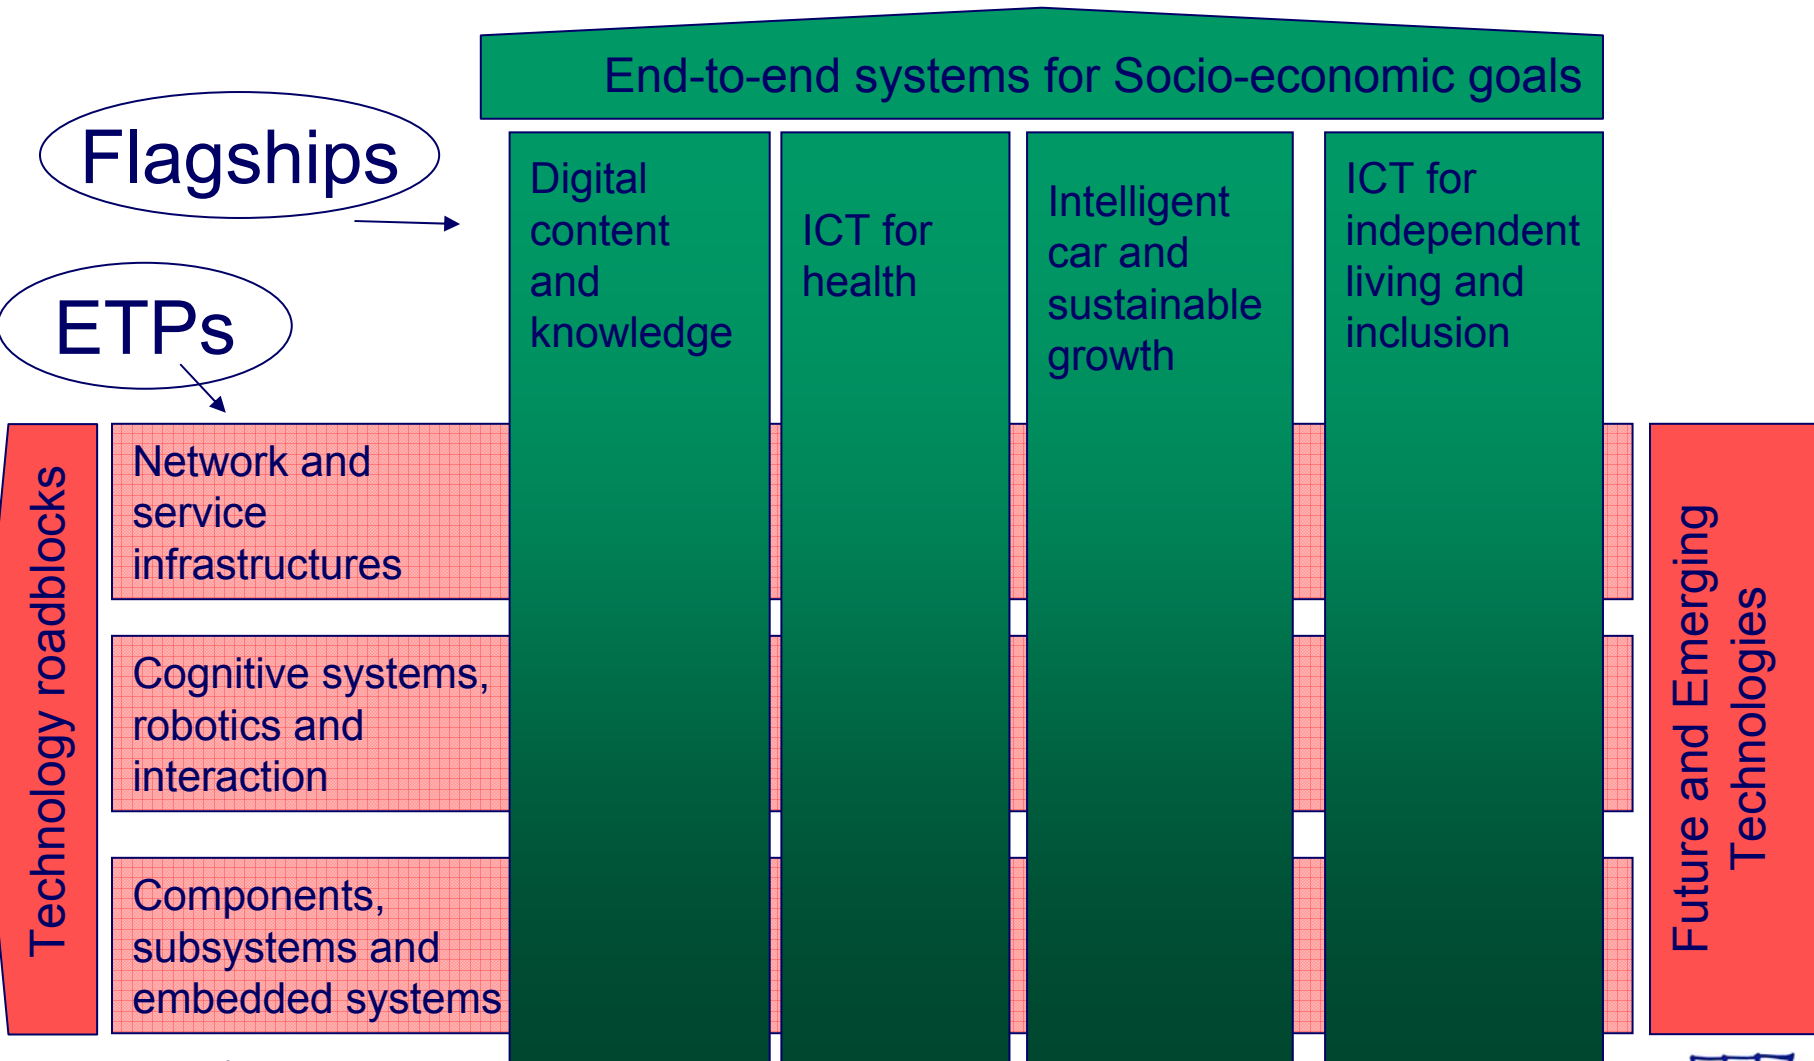 End-to-end systems for Socio-economic goals
Flagships
ETPs
Digital
content
and
knowledge
ICT for
health
Intelligent
car and
sustainable
growth
ICT for
independent
living and
inclusion
Technology roadblocks
Network and
service
infrastructures
Cognitive systems,
robotics and
interaction
Components,
subsystems and
embedded systems
Future and Emerging
Technologies